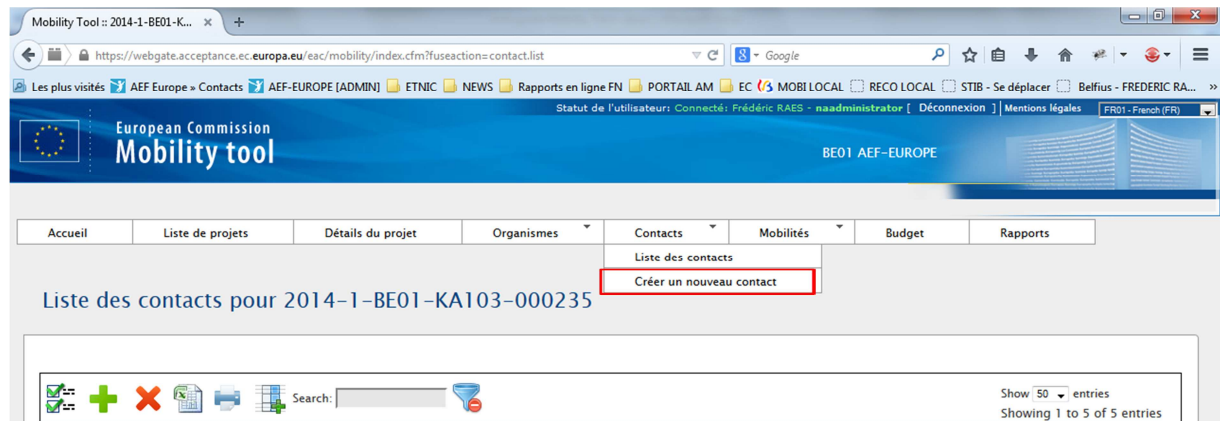 Mobility Tool :: 2014-1-BE01-K...
https://webgate.acceptance.ec.europa.eu/eac/mobility/index.cfm?fuseaction=contact.list
Google
Les plus visités AEF Europe » Contacts AEF-EUROPE [ADMIN] ETNIC NEWS Rapports en ligne FN PORTAIL AM EC MOBI LOCAL RECO LOCAL STIB - Se déplacer Belfius - FREDERIC RA... »
Statut de l'utilisateur: Connecté: Frédéric RAES - naadministrator [ Déconnexion ] | Mentions légales FR01 - French (FR)
European Commission
Mobility tool
BE01 AEF-EUROPE
Accueil Liste de projets Détails du projet Organismes Contacts Mobilités Budget Rapports
Liste des contacts
Créer un nouveau contact
Liste des contacts pour 2014-1-BE01-KA103-000235
Search:
Show 50 entries
Showing 1 to 5 of 5 entries